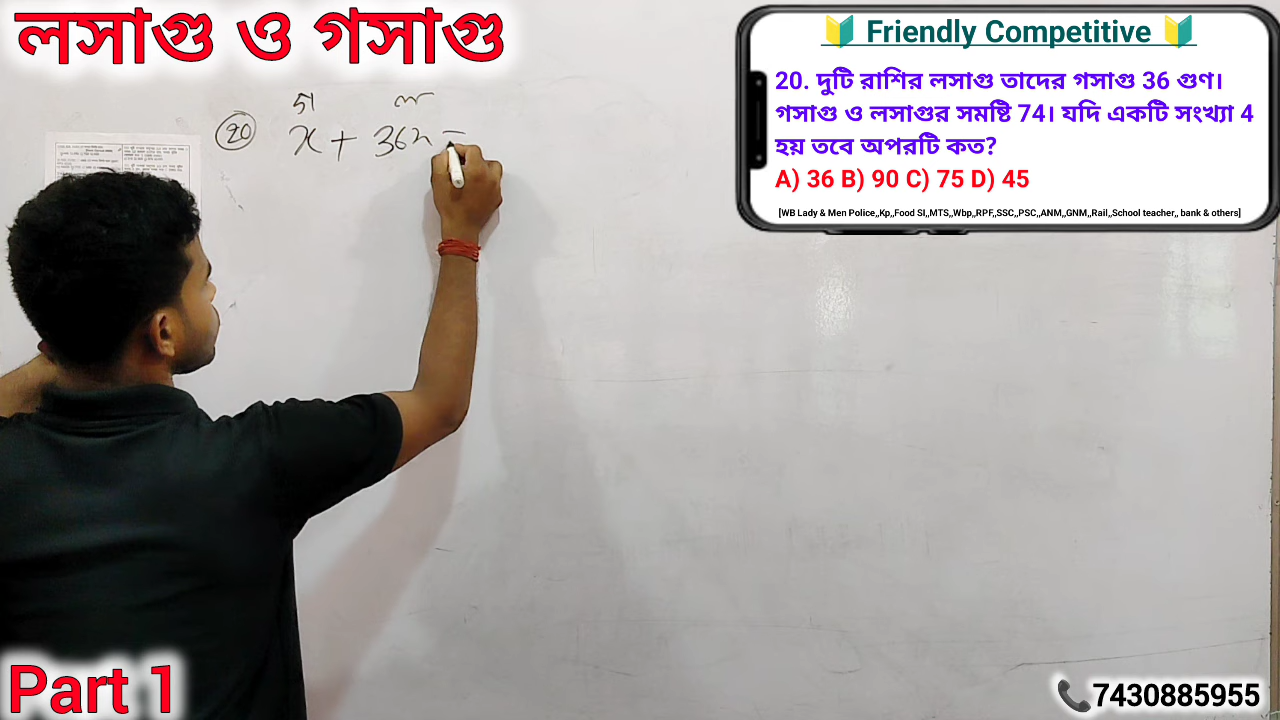 লসাগু ও গসাগু
🔰 Friendly Competitive 🔰
20. দুটি রাশির লসাগু তাদের গসাগু 36 গুণ।
গসাগু ও লসাগুর সমষ্টি 74। যদি একটি সংখ্যা 4
হয় তবে অপরটি কত?
A) 36 B) 90 C) 75 D) 45
[WB Lady & Men Police,,Kp,,Food SI,,MTS,,Wbp,,RPF,,SSC,,PSC,,ANM,,GNM,,Rail,,School teacher,, bank & others]
গ ল
20 x + 36x =
Part 1
📞7430885955